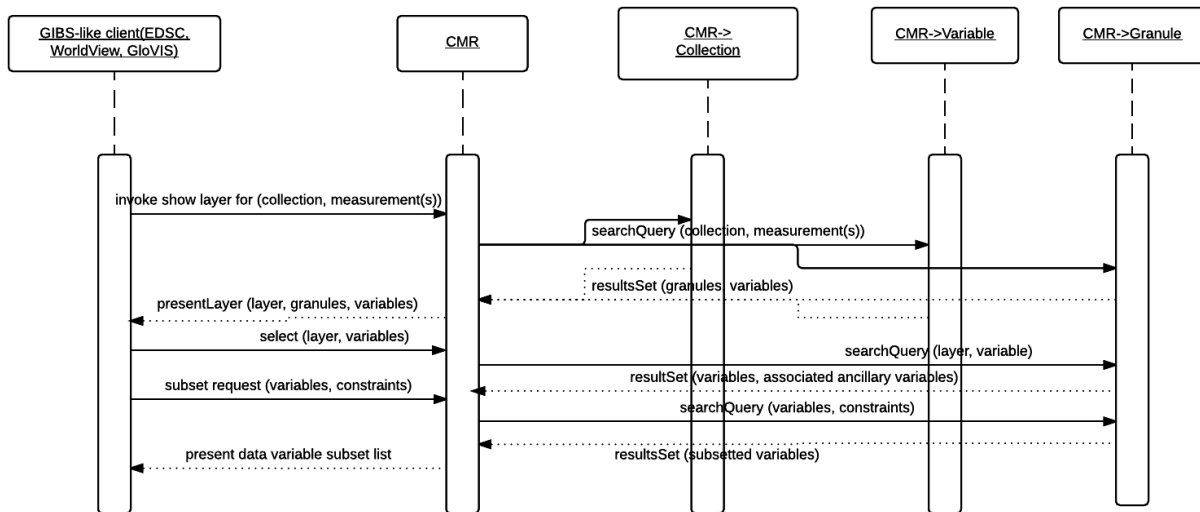 GIBS-like client(EDSC,
WorldView, GloVIS)
CMR
CMR->
Collection
CMR->Variable
CMR->Granule
invoke show layer for (collection, measurement(s))
searchQuery (collection, measurement(s))
resultsSet (granules, variables)
presentLayer (layer, granules, variables)
select (layer, variables)
searchQuery (layer, variable)
resultSet (variables, associated ancillary variables)
subset request (variables, constraints)
searchQuery (variables, constraints)
resultsSet (subsetted variables)
present data variable subset list